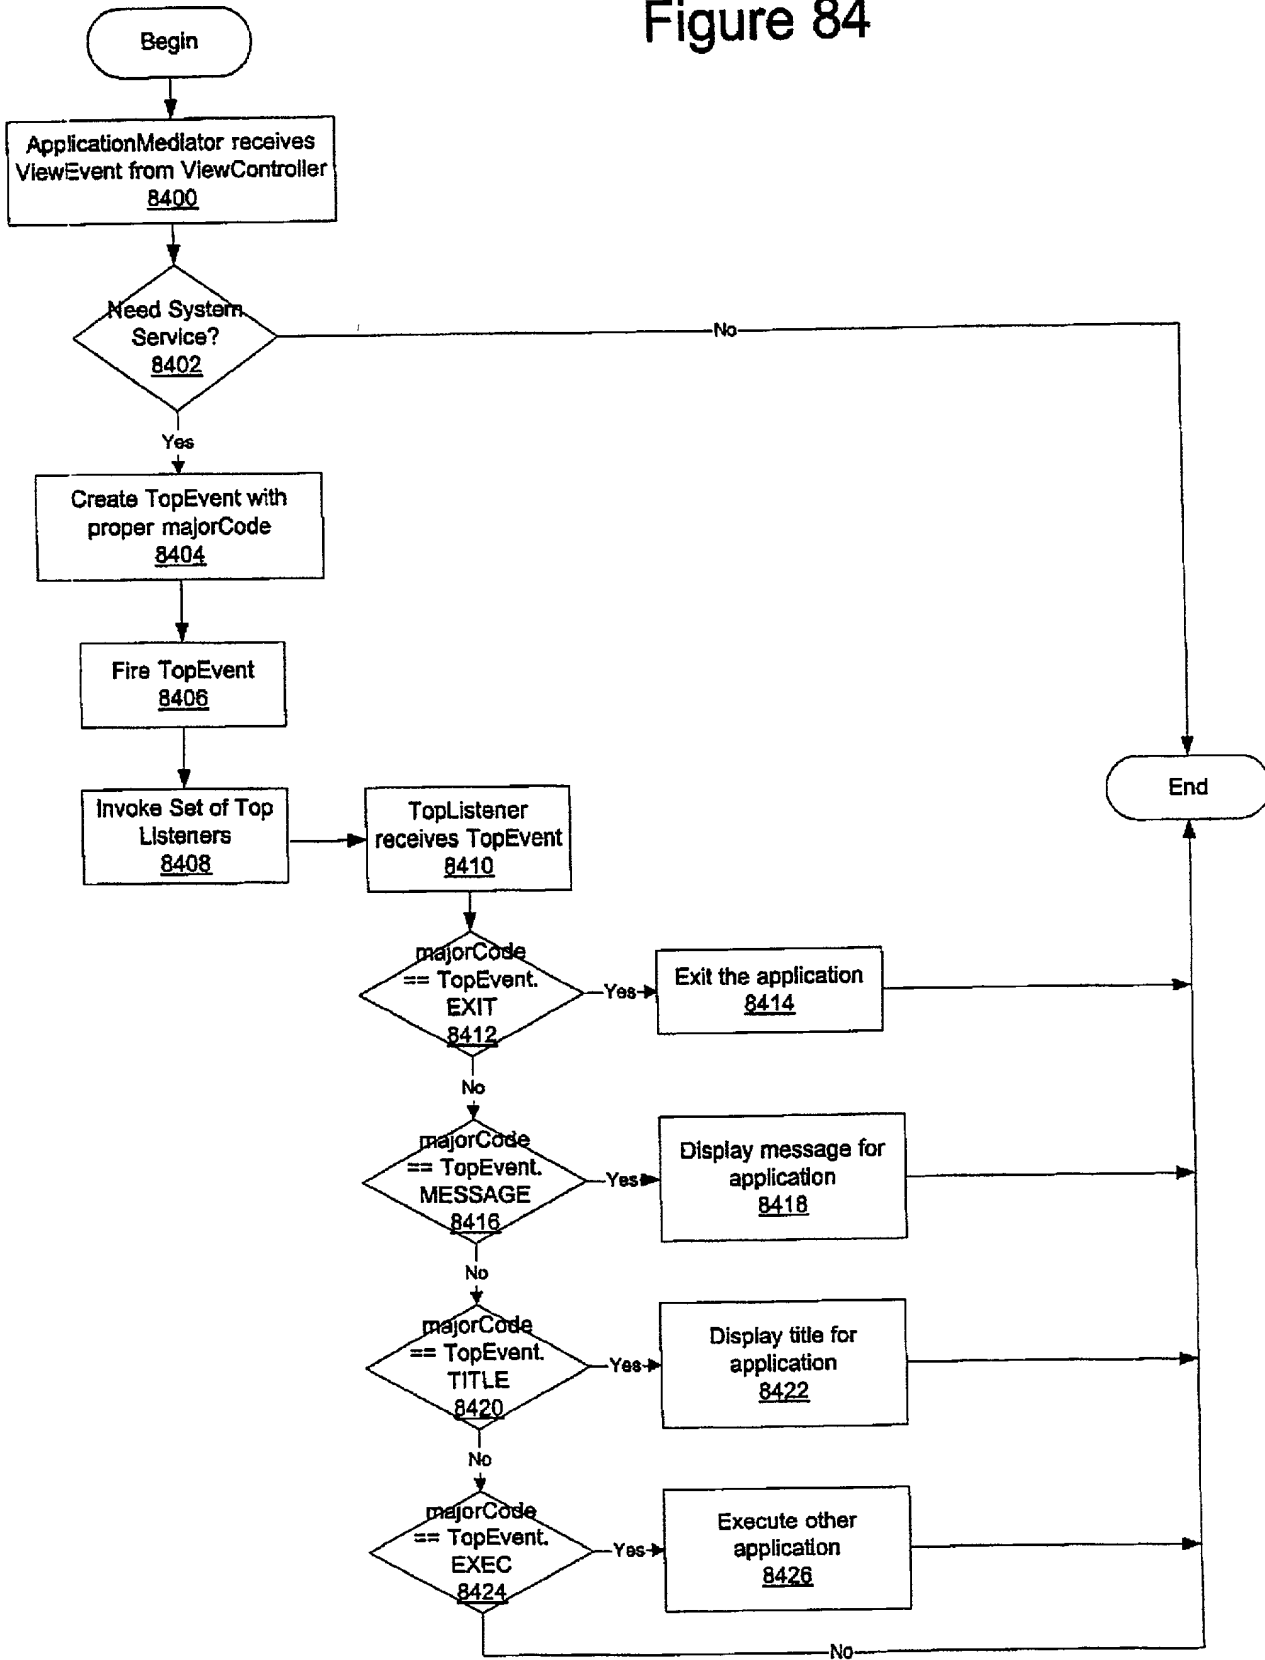 Figure 84
Begin
ApplicationMediator receives
ViewEvent from ViewController
8400
Need System
Service?
8402
No
Yes
Create TopEvent with
proper majorCode
8404
Fire TopEvent
8406
Invoke Set of Top
Listeners
8408
TopListener
receives TopEvent
8410
End
majorCode
== TopEvent.
EXIT
8412
Yes
Exit the application
8414
No
majorCode
== TopEvent.
MESSAGE
8416
Yes
Display message for
application
8418
No
majorCode
== TopEvent.
TITLE
8420
Yes
Display title for
application
8422
No
majorCode
== TopEvent.
EXEC
8424
Yes
Execute other
application
8426
No